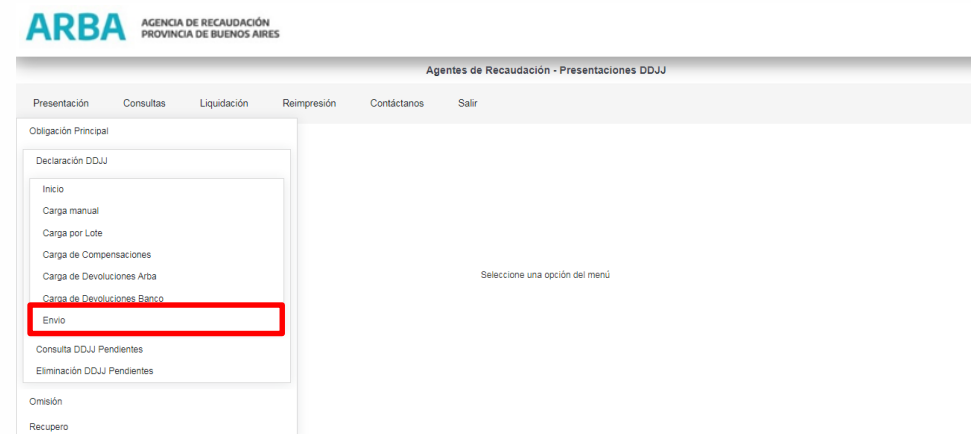 ARBA
AGENCIA DE RECAUDACIÓN
PROVINCIA DE BUENOS AIRES
Agentes de Recaudación - Presentaciones DDJJ
Presentación Consultas Liquidación Reimpresión Contáctanos Salir
Obligación Principal
Declaración DDJJ
Inicio
Carga manual
Carga por Lote
Carga de Compensaciones
Carga de Devoluciones Arba
Seleccione una opción del menú
Carga de Devoluciones Banco
Envio
Consulta DDJJ Pendientes
Eliminación DDJJ Pendientes
Omisión
Recupero